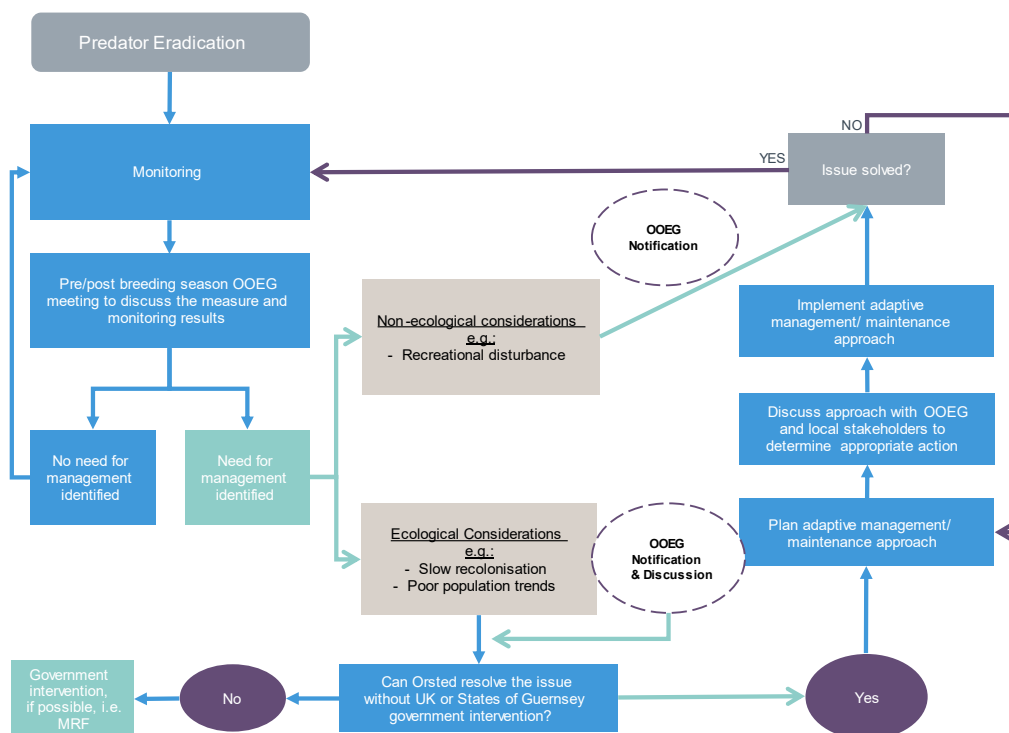 Predator Eradication
NO
YES
Issue solved?
Monitoring
OOEG
Notification
Pre/post breeding season OOEG
meeting to discuss the measure and
monitoring results
Implement adaptive
management/ maintenance
approach
Non-ecological considerations
e.g.:
- Recreational disturbance
Discuss approach with OOEG
and local stakeholders to
determine appropriate action
No need for
management
identified
Need for
management
identified
Plan adaptive management/
maintenance approach
Ecological Considerations
e.g.:
- Slow recolonisation
- Poor population trends
OOEG
Notification
& Discussion
Government
intervention,
if possible, i.e.
MRF
No
Can Orsted resolve the issue
without UK or States of Guernsey
government intervention?
Yes